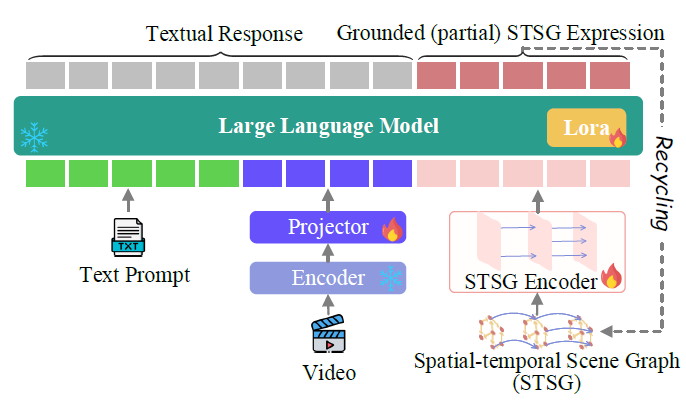 Textual Response
Grounded (partial) STSG Expression
Large Language Model
Lora
Recycling
Projector
TXT
Text Prompt
Encoder
STSG Encoder
Video
Spatial-temporal Scene Graph
(STSG)